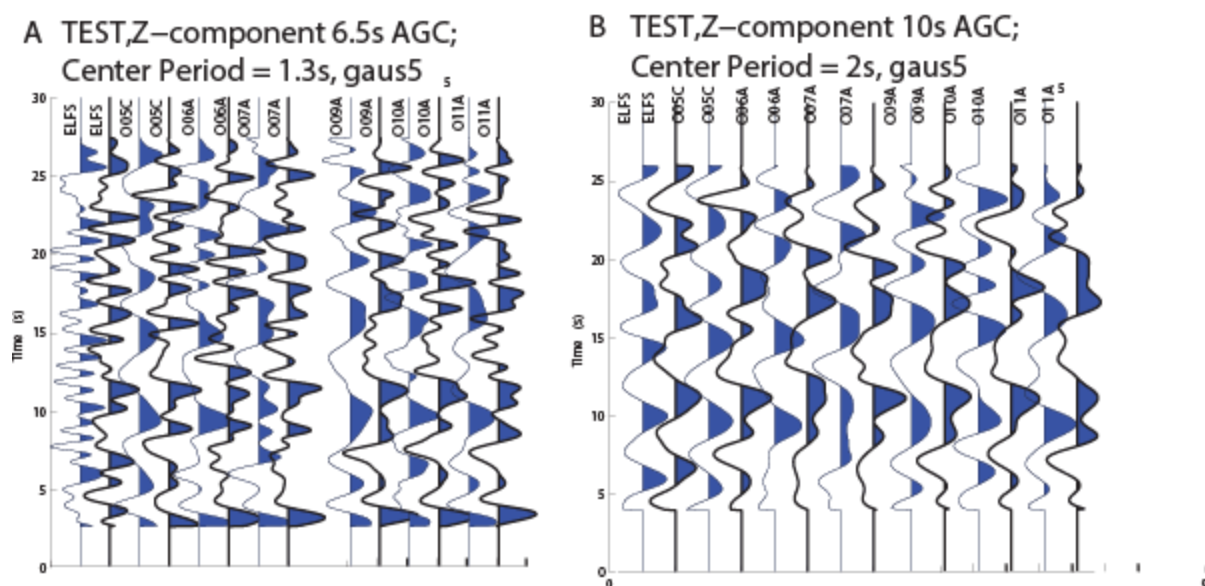 A TEST,Z−component 6.5s AGC;
Center Period = 1.3s, gaus5
5
ELFS ELFS O05C O05C O06A O06A O07A O07A O09A O09A O10A O10A O11A O11A
30
25
20
15
10
5
0
Time (s)
B TEST,Z−component 10s AGC;
Center Period = 2s, gaus5
5
ELFS ELFS O05C O05C O06A O06A O07A O07A O09A O09A O10A O10A O11A O11A
30
25
20
15
10
5
0
Time (s)
0